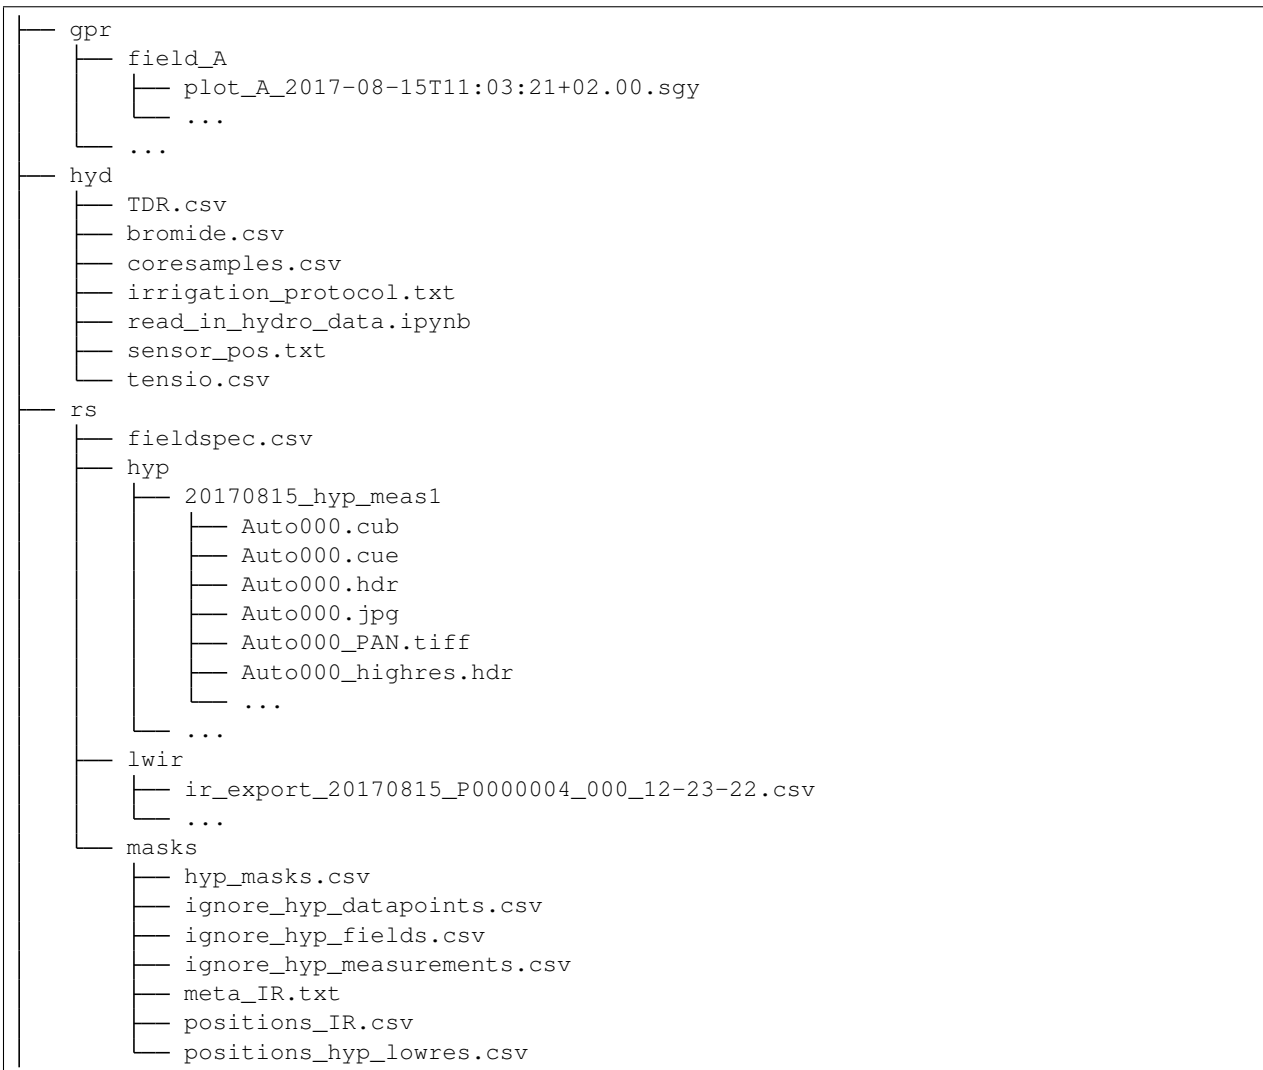 gpr
field_A
plot_A_2017-08-15T11:03:21+02.00.sgy
...
...
hyd
TDR.csv
bromide.csv
coresamples.csv
irrigation_protocol.txt
read_in_hydro_data.ipynb
sensor_pos.txt
tensio.csv
rs
fieldspec.csv
hyp
20170815_hyp_meas1
Auto000.cub
Auto000.cue
Auto000.hdr
Auto000.jpg
Auto000_PAN.tiff
Auto000_highres.hdr
...
...
lwir
ir_export_20170815_P0000004_000_12-23-22.csv
...
masks
hyp_masks.csv
ignore_hyp_datapoints.csv
ignore_hyp_fields.csv
ignore_hyp_measurements.csv
meta_IR.txt
positions_IR.csv
positions_hyp_lowres.csv